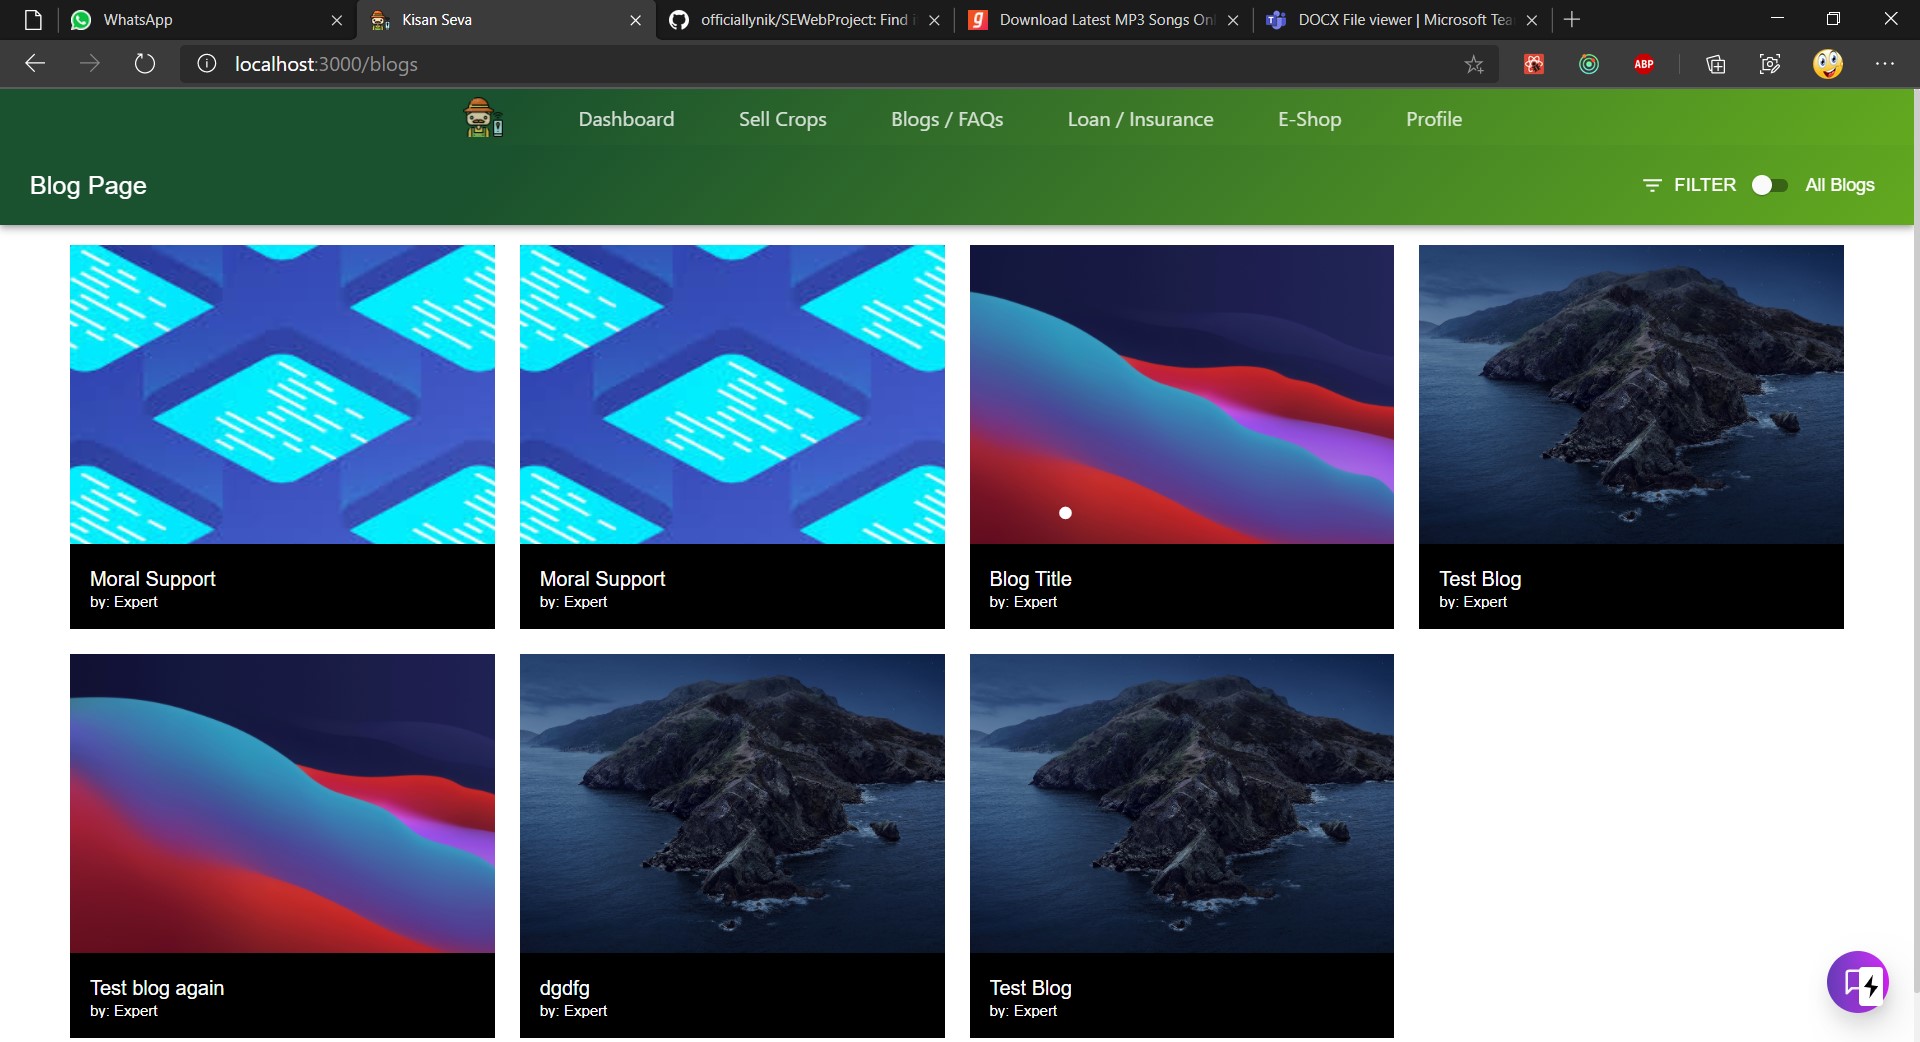 WhatsApp
Kisan Seva
officiallynik/SEWebProject: Find i
Download Latest MP3 Songs Onl
DOCX File viewer | Microsoft Tea
localhost:3000/blogs
ABP
Dashboard
Sell Crops
Blogs / FAQs
Loan / Insurance
E-Shop
Profile
Blog Page
FILTER
All Blogs
Moral Support
by: Expert
Moral Support
by: Expert
Blog Title
by: Expert
Test Blog
by: Expert
Test blog again
by: Expert
dgdfg
by: Expert
Test Blog
by: Expert